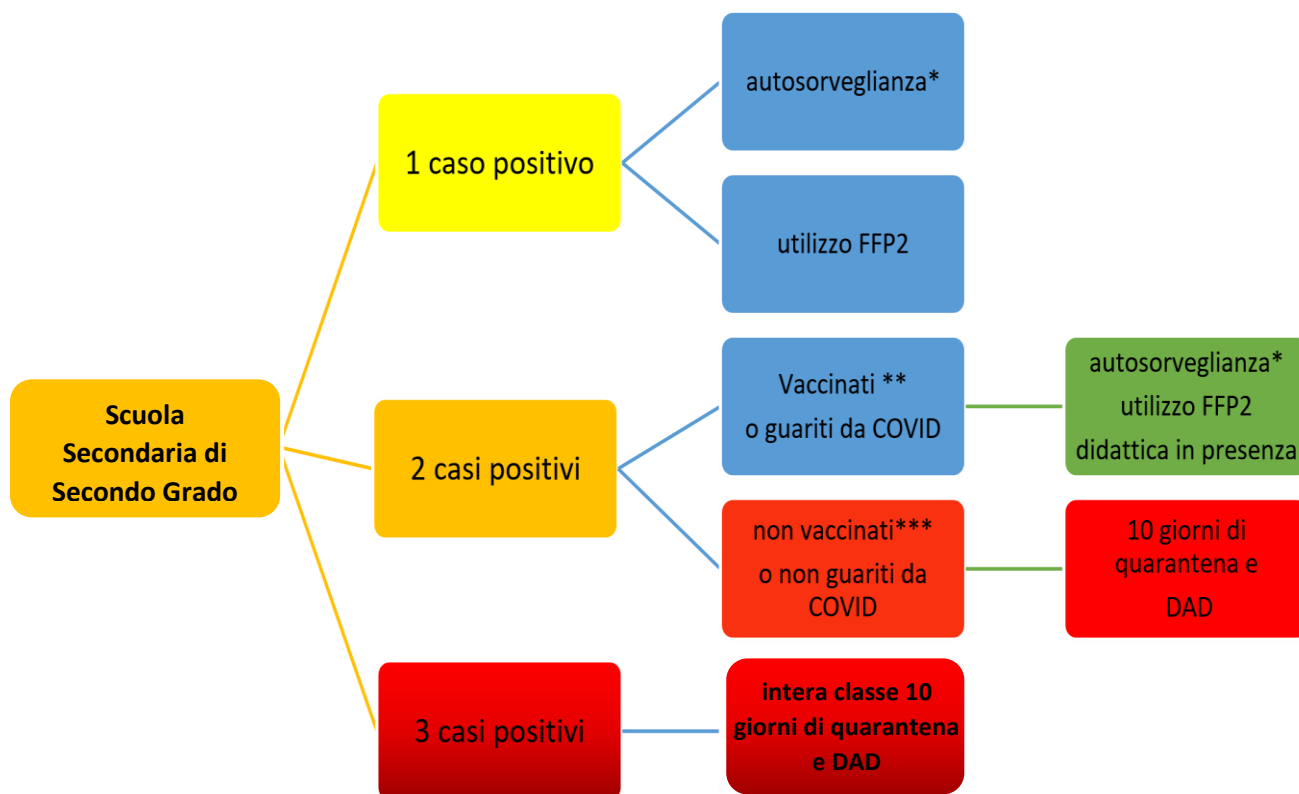 Scuola
Secondaria di
Secondo Grado
1 caso positivo
autosorveglianza*
utilizzo FFP2
2 casi positivi
Vaccinati **
o guariti da COVID
autosorveglianza*
utilizzo FFP2
didattica in presenza
non vaccinati***
o non guariti da
COVID
10 giorni di
quarantena e
DAD
3 casi positivi
intera classe 10
giorni di quarantena
e DAD